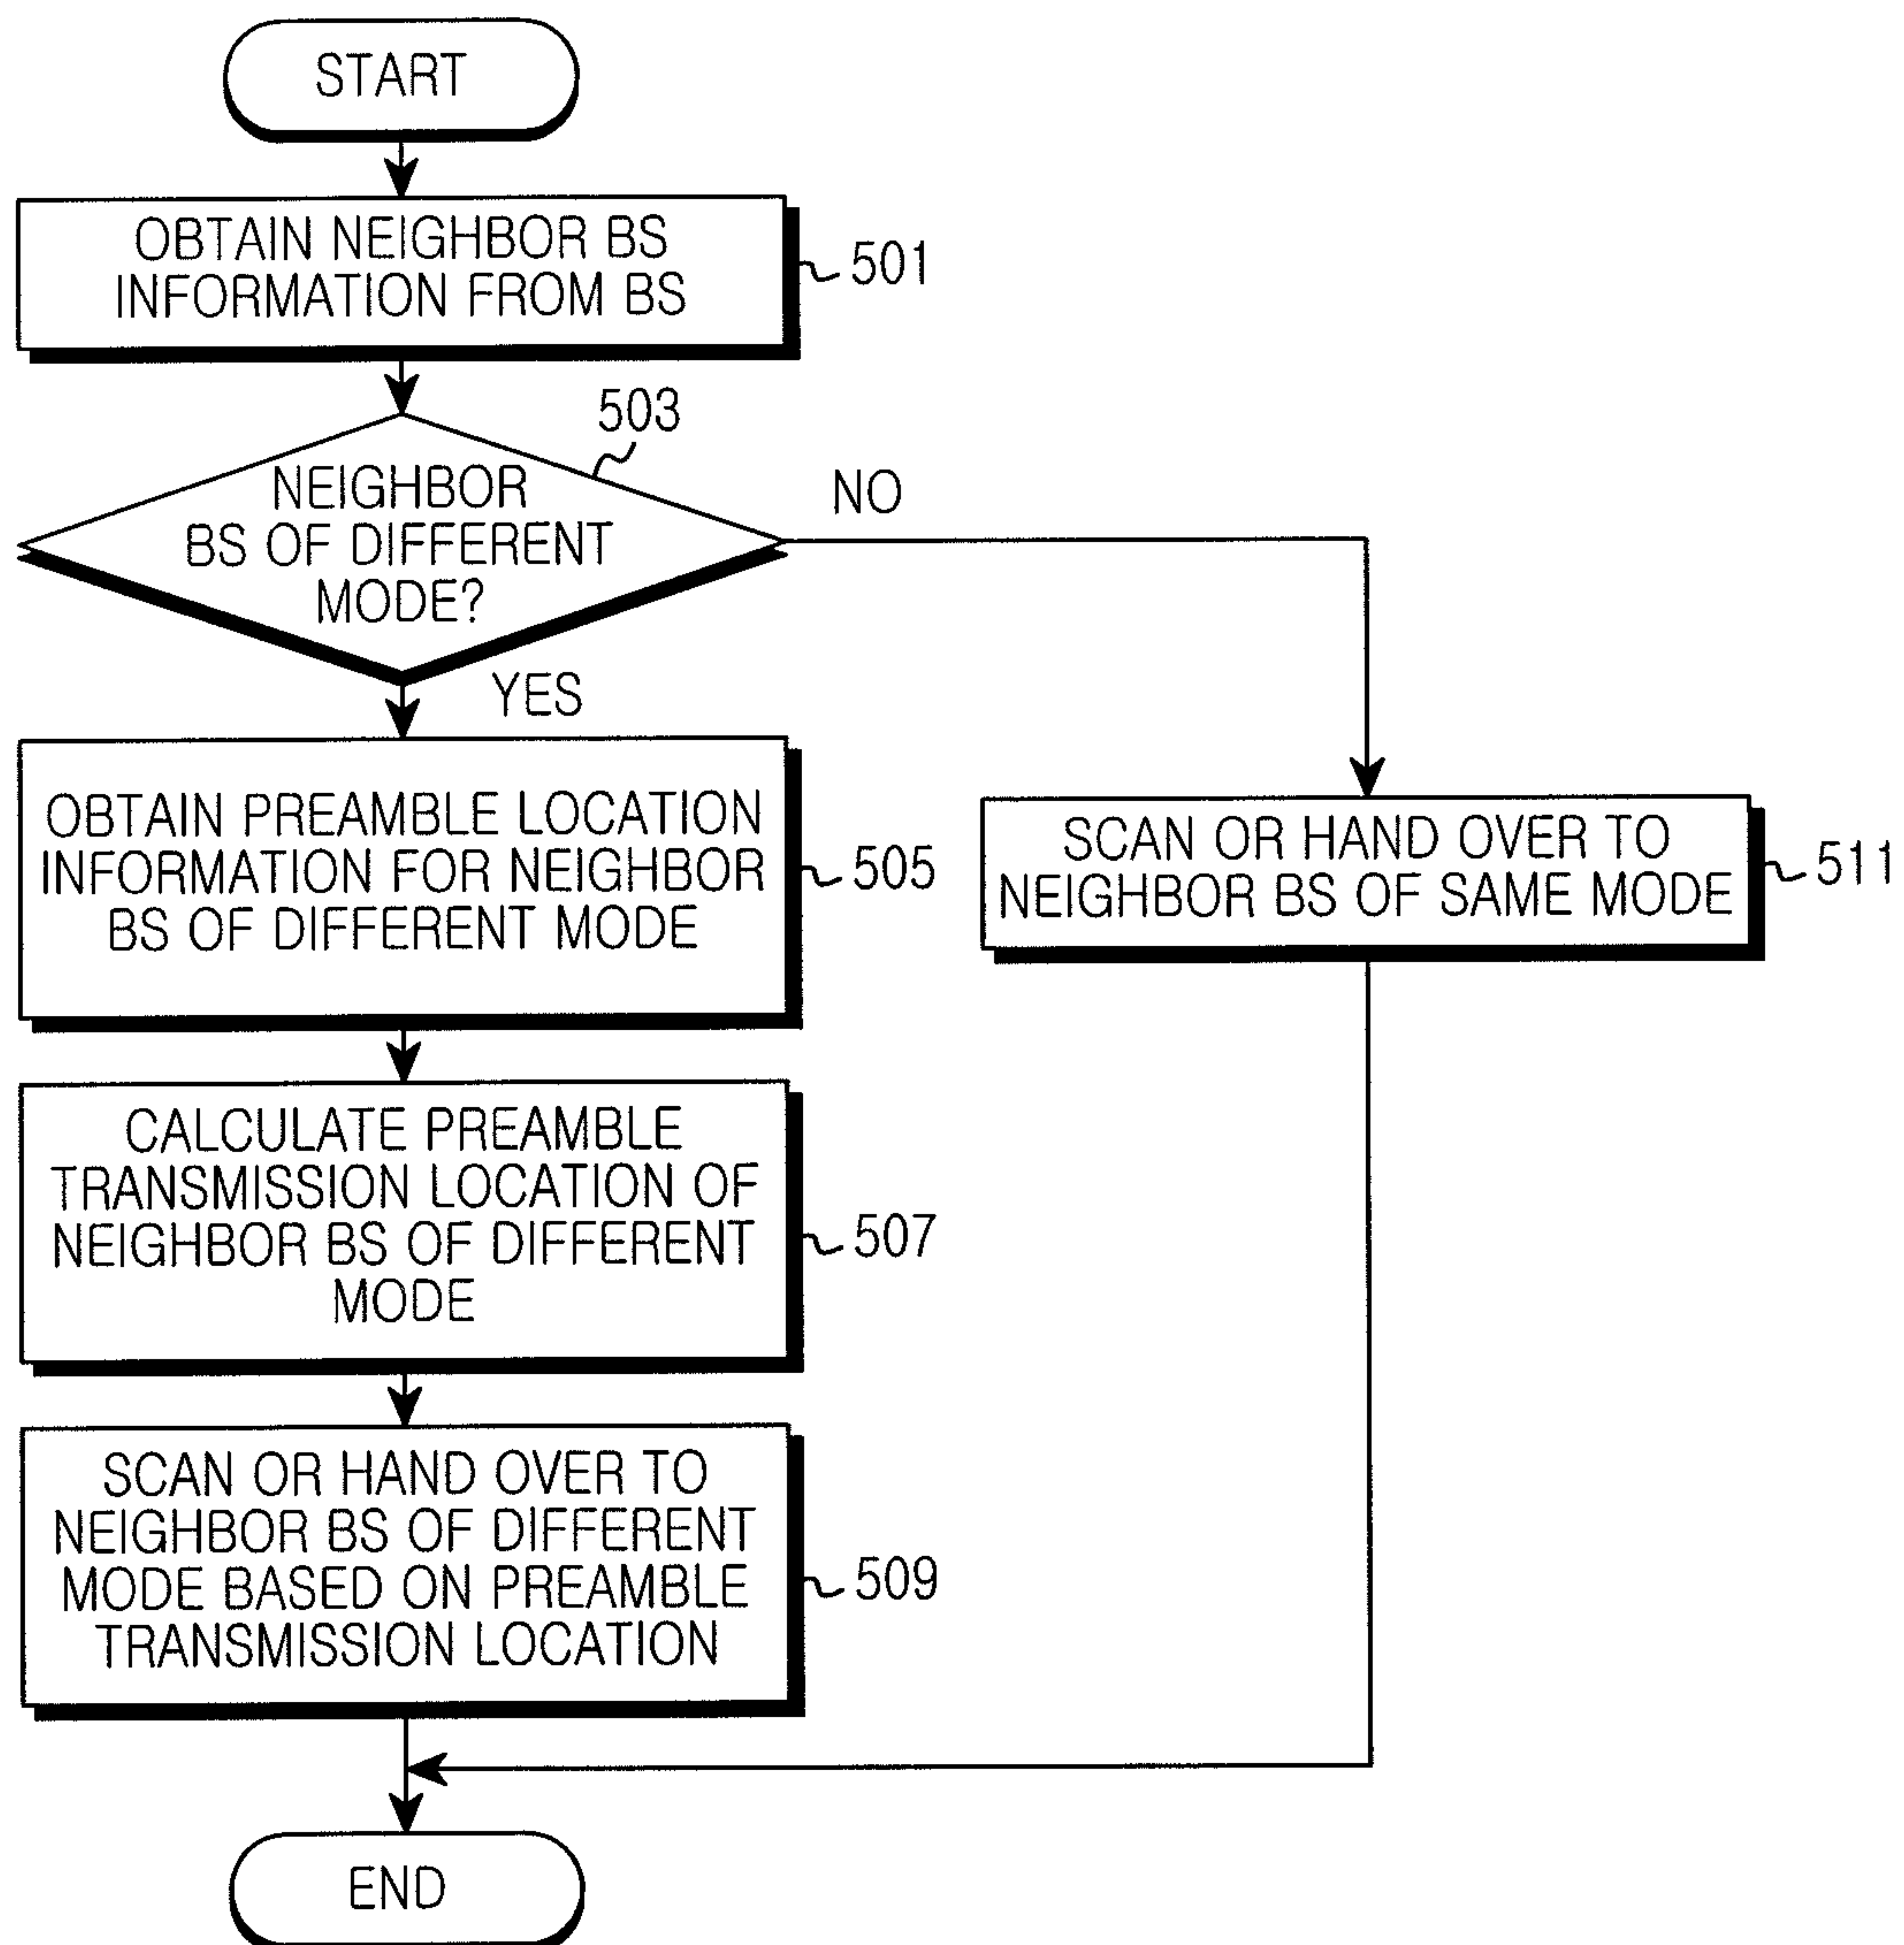 START
OBTAIN NEIGHBOR BS
INFORMATION FROM BS
501
503
NEIGHBOR
BS OF DIFFERENT
MODE?
NO
YES
OBTAIN PREAMBLE LOCATION
INFORMATION FOR NEIGHBOR
BS OF DIFFERENT MODE
505
SCAN OR HAND OVER TO
NEIGHBOR BS OF SAME MODE
511
CALCULATE PREAMBLE
TRANSMISSION LOCATION OF
NEIGHBOR BS OF DIFFERENT
MODE
507
SCAN OR HAND OVER TO
NEIGHBOR BS OF DIFFERENT
MODE BASED ON PREAMBLE
TRANSMISSION LOCATION
509
END